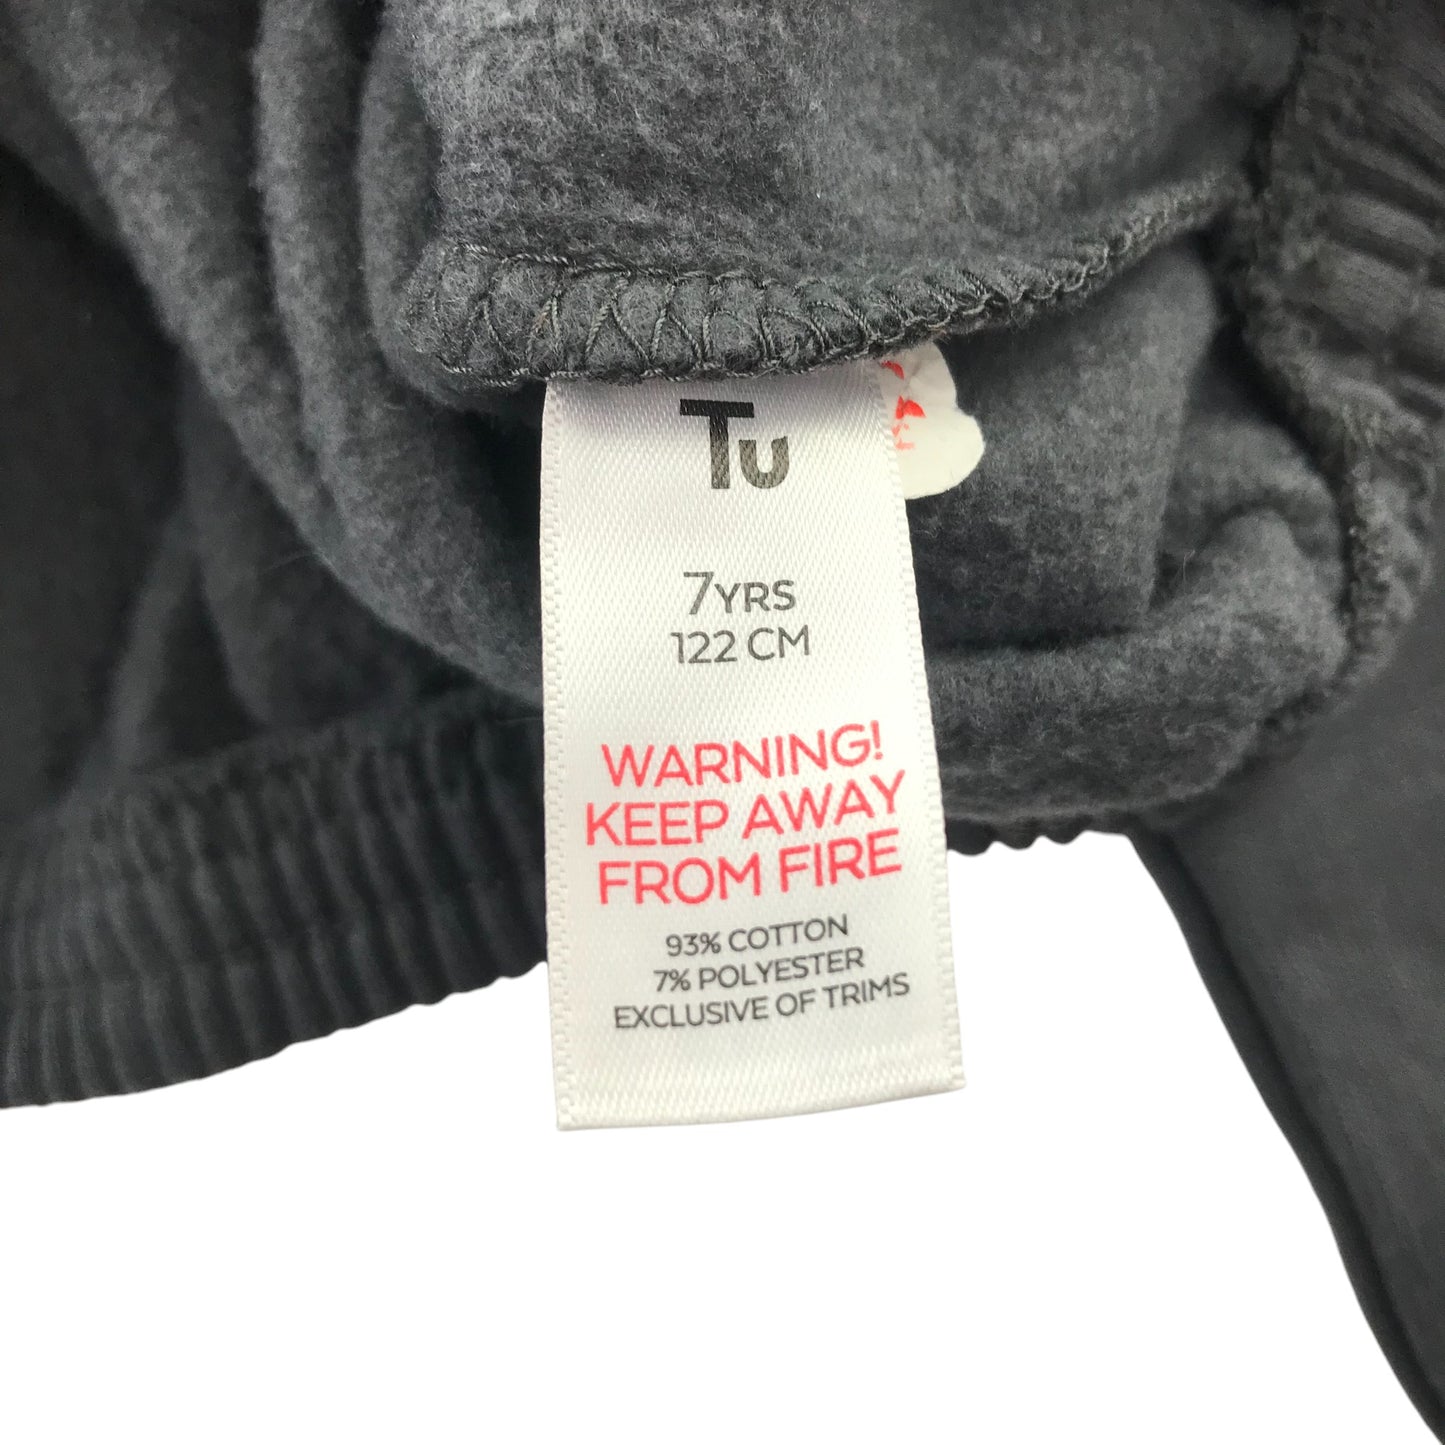 Tu
7YRS
122 CM
WARNING!
KEEP AWAY
FROM FIRE
93% COTTON
7% POLYESTER
EXCLUSIVE OF TRIMS